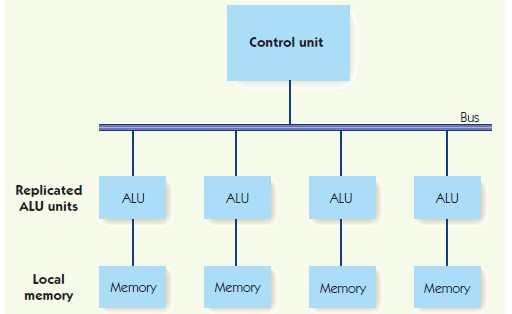 Control unit
Bus
Replicated
ALU units
ALU
ALU
ALU
ALU
Local
memory
Memory
Memory
Memory
Memory